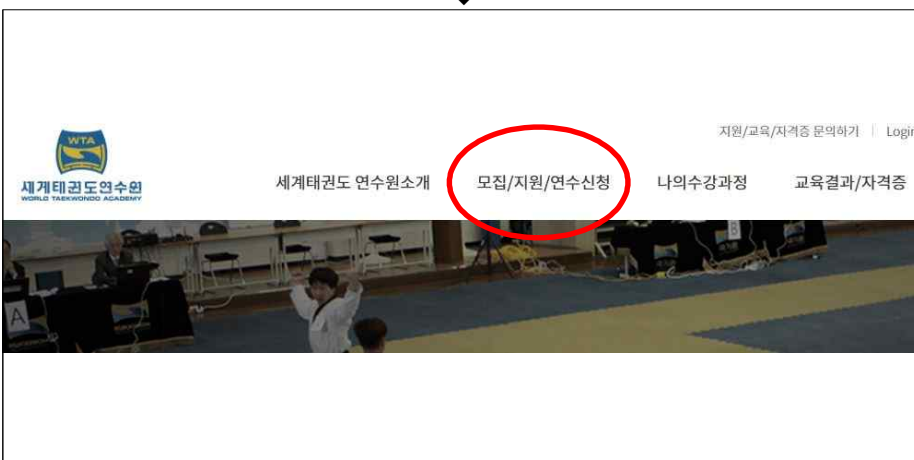 지원/교육/자격증 문의하기 | Login
WTA
세계태권도연수원
WORLD TAEKWONDO ACADEMY
세계태권도 연수원소개 모집/지원/연수신청 나의수강과정 교육결과/자격증
A
B